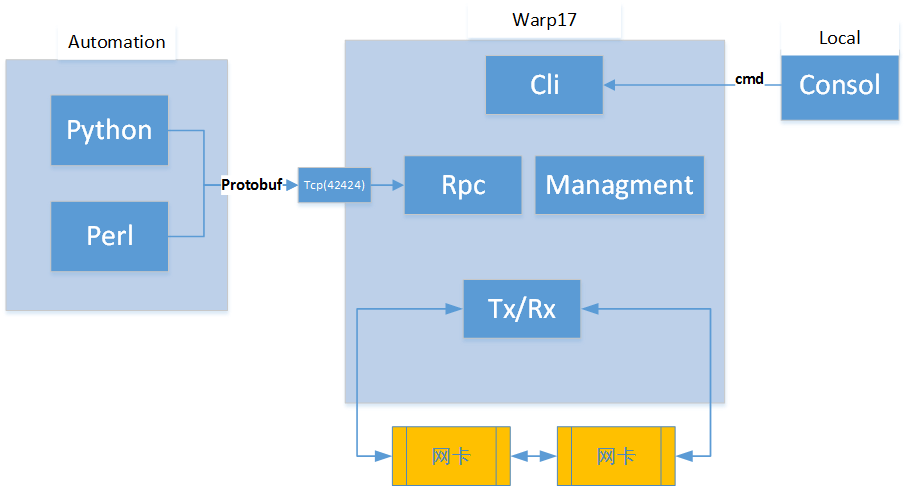 Warp17
Automation
Local
Cli
cmd
Consol
Python
Protobuf
Tcp(42424)
Rpc
Managment
Perl
Tx/Rx
网卡
网卡